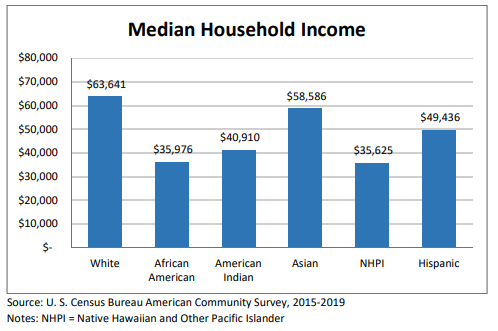 Median Household Income
$80,000
$70,000
$60,000
$50,000
$40,000
$30,000
$20,000
$10,000
$-
$63,641
$35,976
$40,910
$58,586
$35,625
$49,436
White
African American
American Indian
Asian
NHPI
Hispanic
Source: U. S. Census Bureau American Community Survey, 2015-2019
Notes: NHPI = Native Hawaiian and Other Pacific Islander